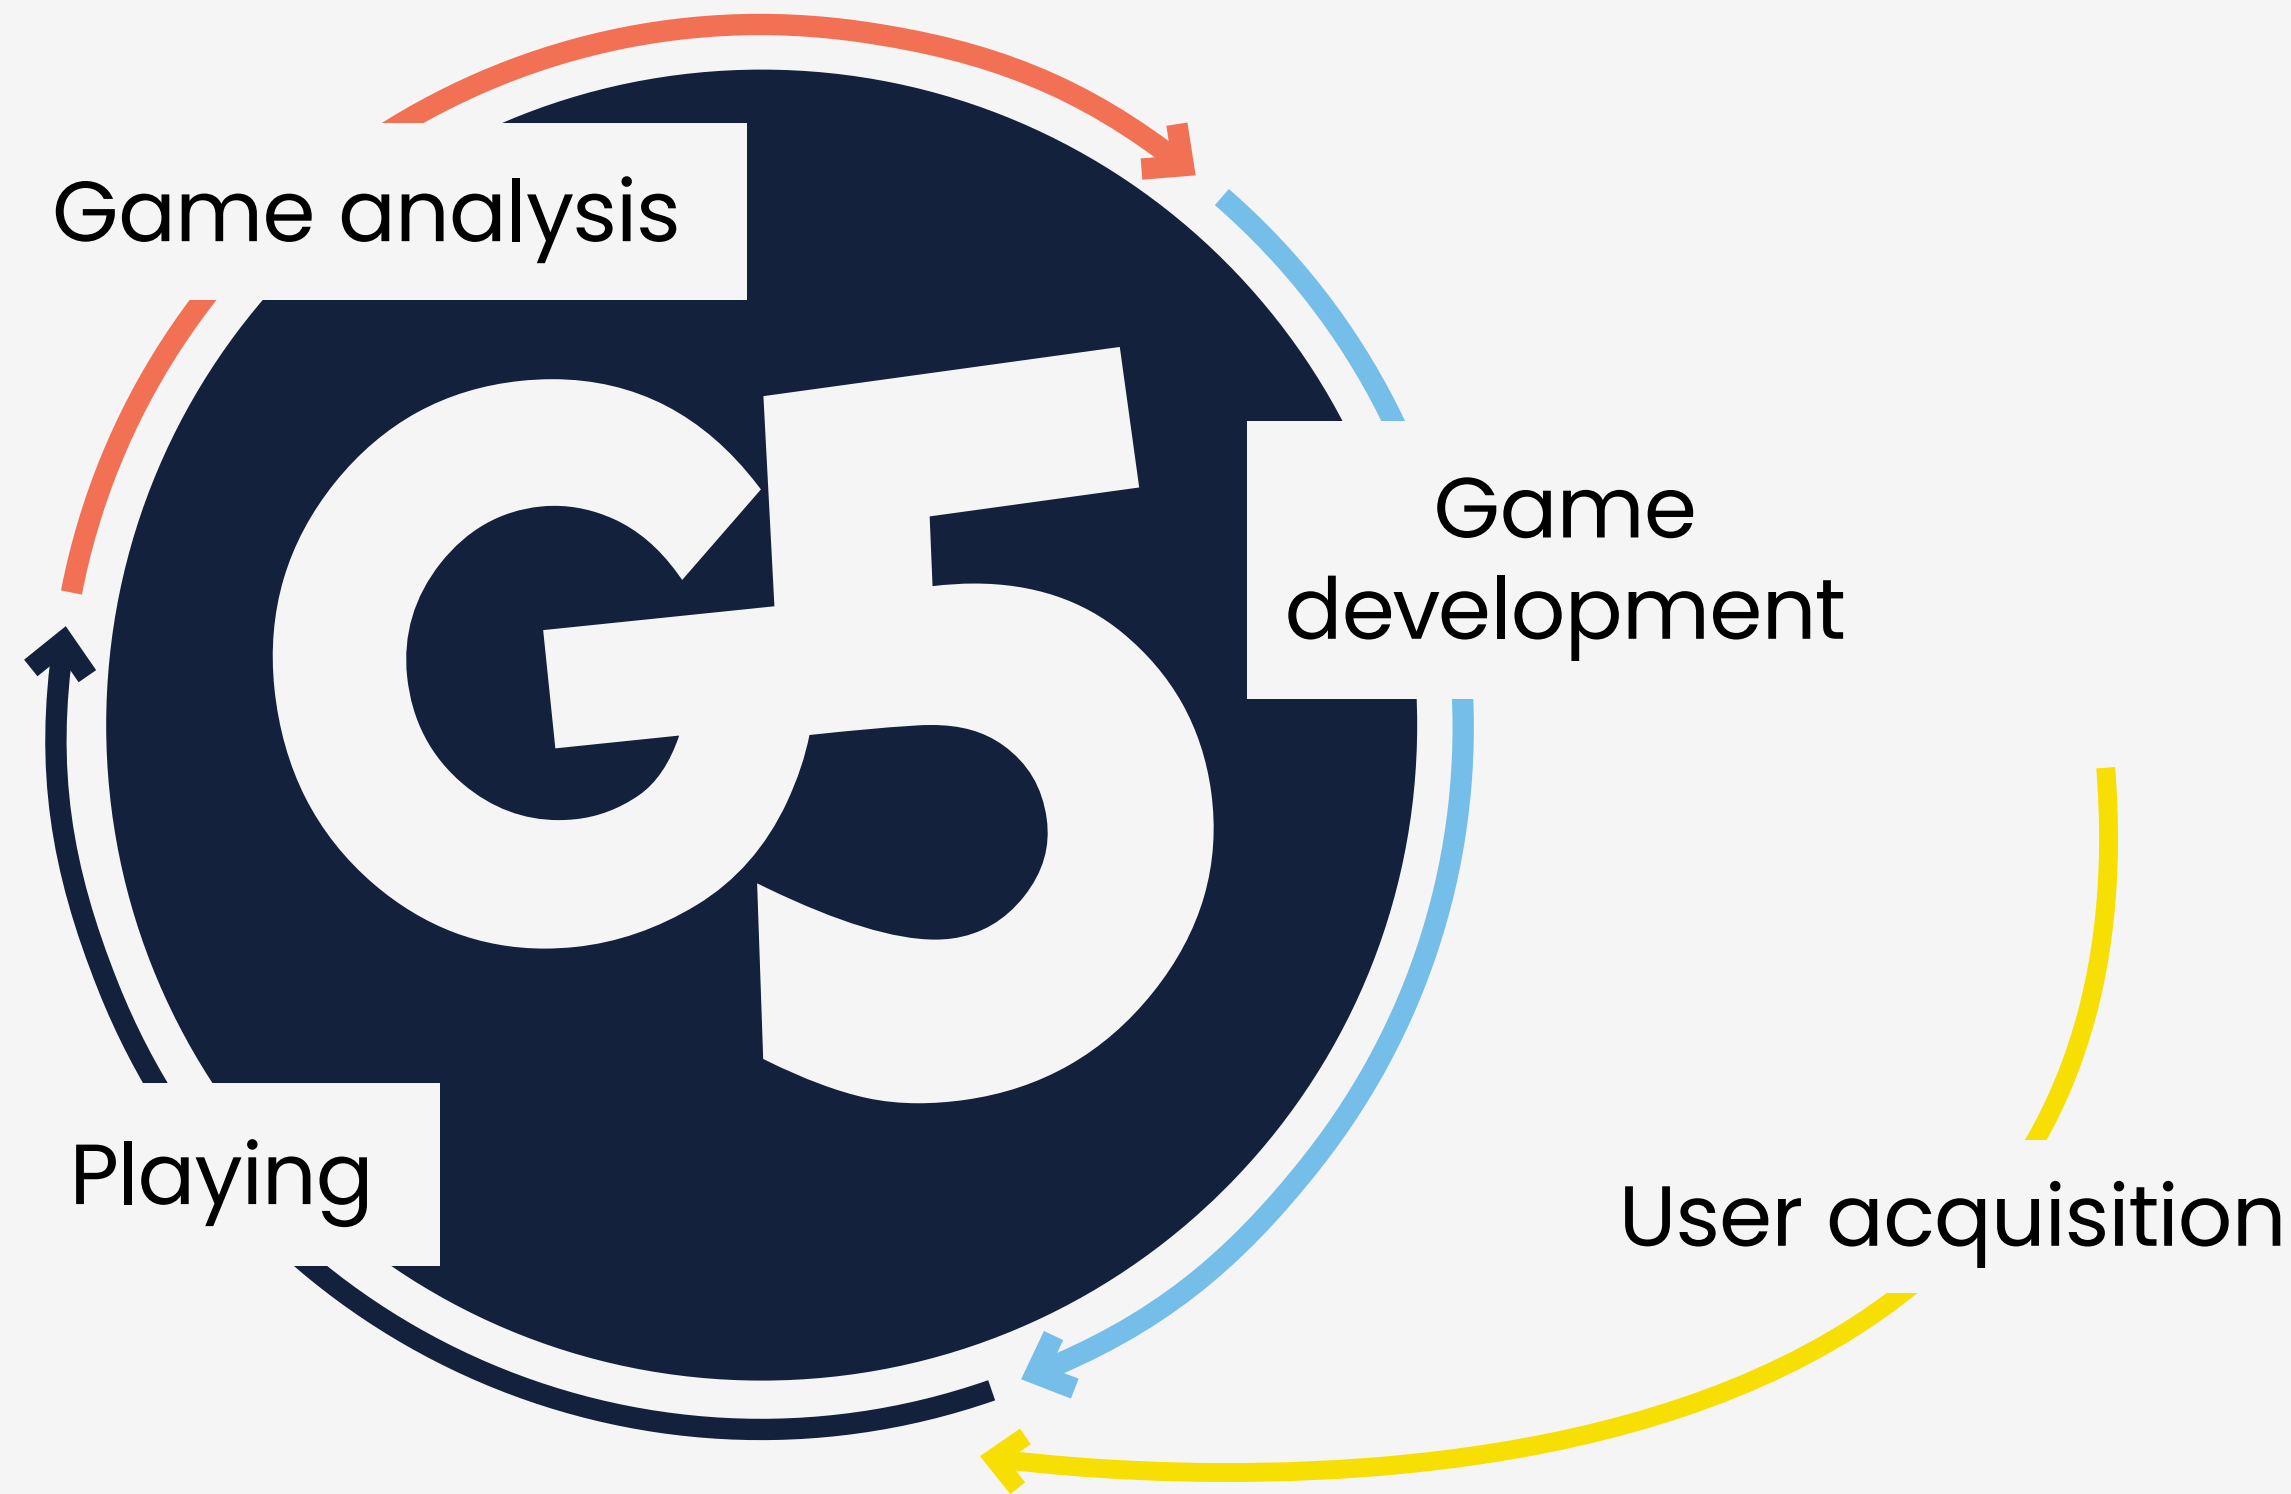 Game analysis
G5
Game
development
Playing
User acquisition